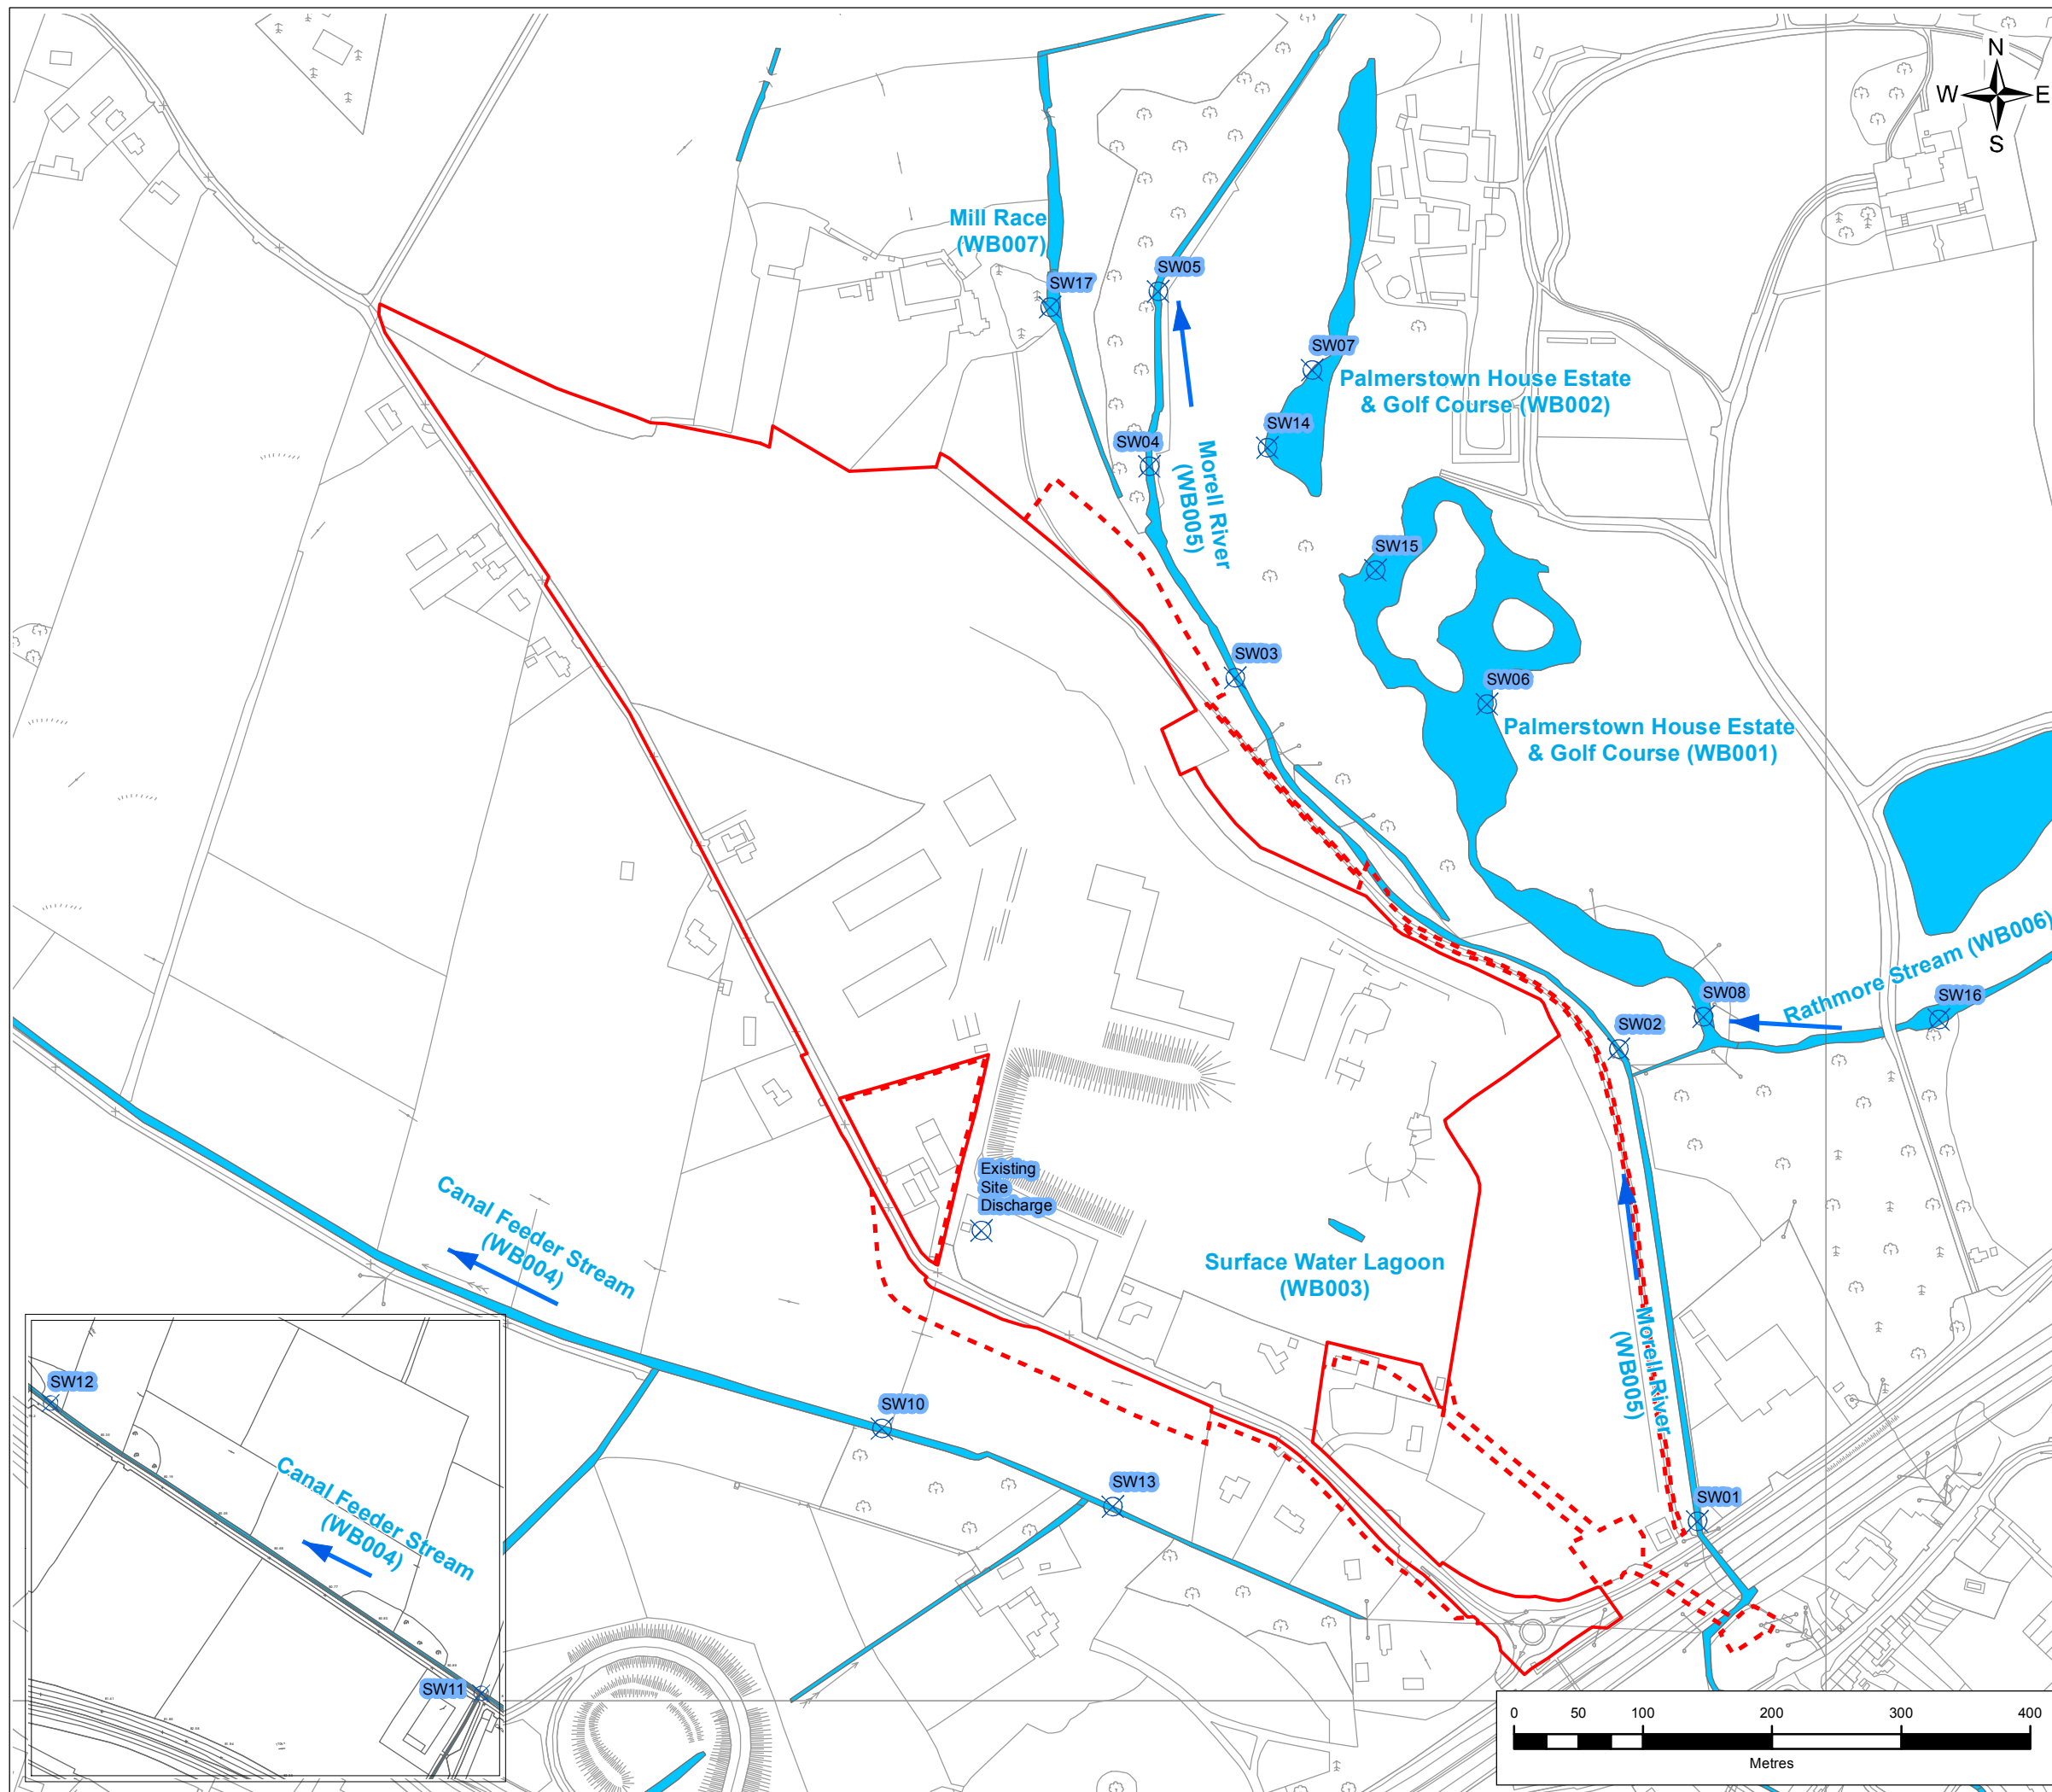 N
W E
S
Mill Race
(WB007)
SW17
SW05
SW07
Palmerstown House Estate
& Golf Course (WB002)
SW14
SW04
Morell River
(WB005)
SW15
SW03
SW06
Palmerstown House Estate
& Golf Course (WB001)
Rathmore Stream (WB006)
SW08
SW16
SW02
Existing
Site
Discharge
Canal Feeder Stream
(WB004)
Surface Water Lagoon
(WB003)
Morell River
(WB005)
SW12
SW10
Canal Feeder Stream
(WB004)
SW13
SW01
SW11
0 50 100 200 300 400
Metres